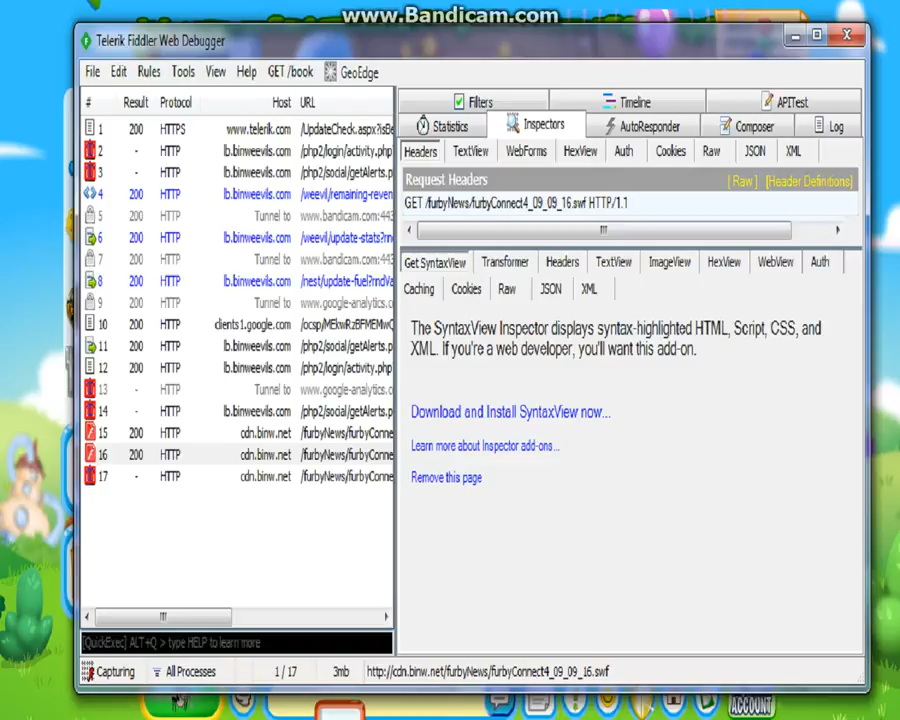 www.Bandicam.com
Telerik Fiddler Web Debugger
File Edit Rules Tools View Help GET /book GeoEdge
# Result Protocol Host URL
1 200 HTTPS www.telerik.com /UpdateCheck.aspx?isBe
2 - HTTP lb.binweevils.com /php2/login/activity.php
3 - HTTP lb.binweevils.com /php2/social/getAlerts.p
4 200 HTTP lb.binweevils.com /weevil/remaining-reven
5 200 HTTP Tunnel to www.bandicam.com:443
6 200 HTTP lb.binweevils.com /weevil/update-stats?rn
7 200 HTTP Tunnel to www.bandicam.com:443
8 200 HTTP lb.binweevils.com /nest/update-fuel?rndVa
9 200 HTTP Tunnel to www.google-analytics.c
10 200 HTTP clients1.google.com /ocsp/MEkwRzBFMEMwQ
11 200 HTTP lb.binweevils.com /php2/social/getAlerts.p
12 200 HTTP lb.binweevils.com /php2/login/activity.php
13 - HTTP Tunnel to www.google-analytics.c
14 - HTTP lb.binweevils.com /php2/social/getAlerts.p
15 200 HTTP cdn.binw.net /furbyNews/furbyConne
16 200 HTTP cdn.binw.net /furbyNews/furbyConne
17 - HTTP cdn.binw.net /furbyNews/furbyConne
Filters Timeline APITest
Statistics Inspectors AutoResponder Composer Log
Headers TextView WebForms HexView Auth Cookies Raw JSON XML
Request Headers [ Raw ] [Header Definitions]
GET /furbyNews/furbyConnect4_09_09_16.swf HTTP/1.1
Get SyntaxView Transformer Headers TextView ImageView HexView WebView Auth
Caching Cookies Raw JSON XML
The SyntaxView Inspector displays syntax-highlighted HTML, Script, CSS, and
XML. If you're a web developer, you'll want this add-on.
Download and Install SyntaxView now...
Learn more about Inspector add-ons...
Remove this page
[QuickExec] ALT+Q > type HELP to learn more
Capturing All Processes 1 / 17 3mb http://cdn.binw.net/furbyNews/furbyConnect4_09_09_16.swf
ACCOUNT